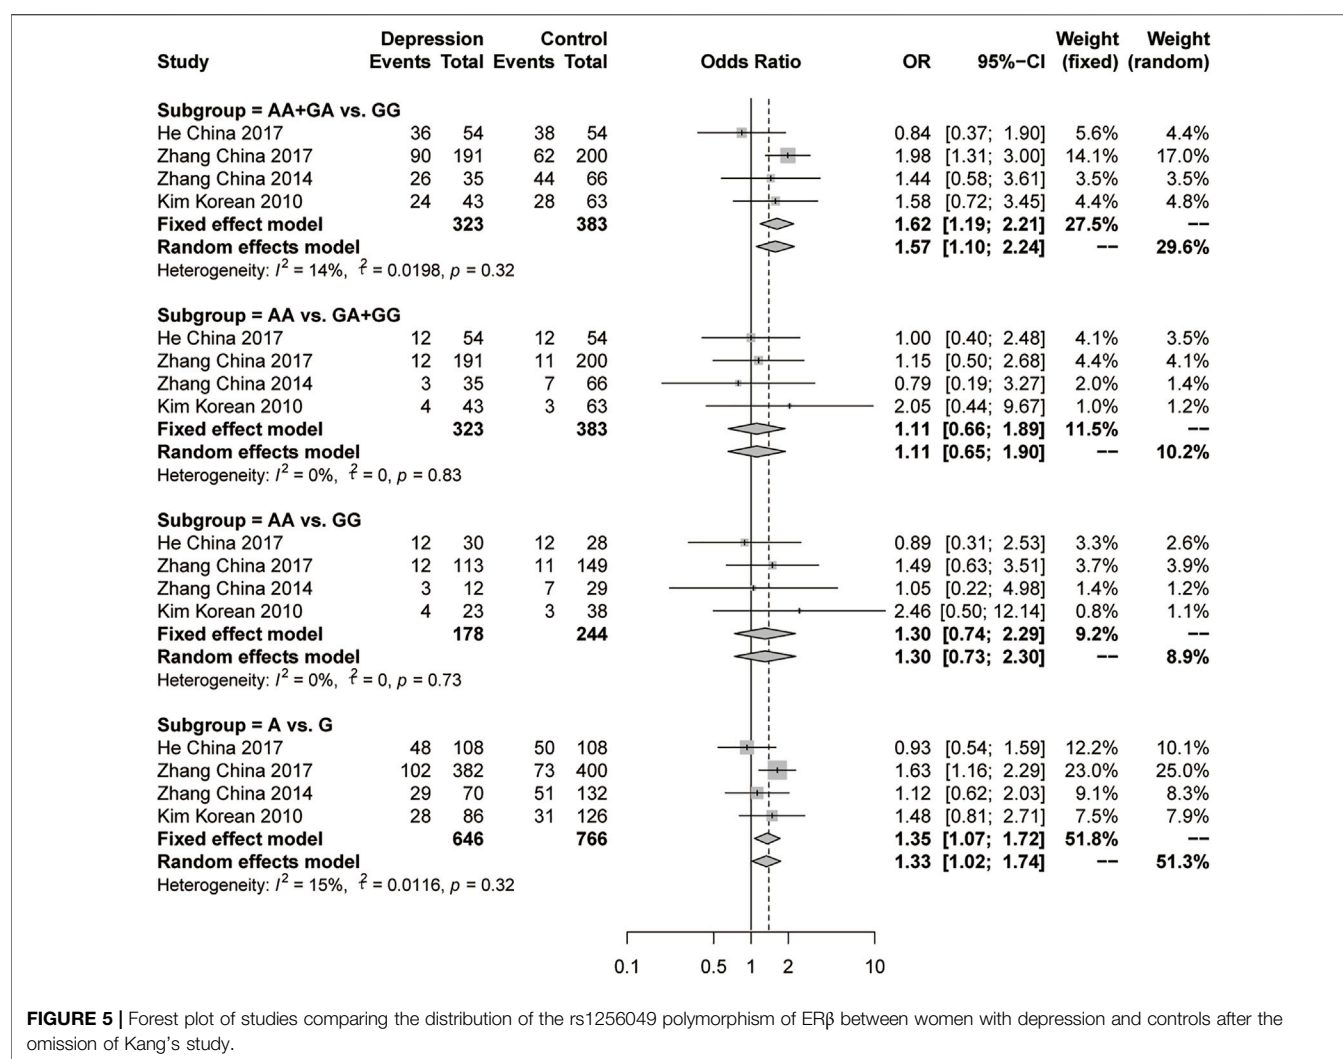 Depression Control Weight Weight
Study Events Total Events Total Odds Ratio OR 95%−CI (fixed) (random)
Subgroup = AA+GA vs. GG
He China 2017 36 54 38 54 0.84 [0.37; 1.90] 5.6% 4.4%
Zhang China 2017 90 191 62 200 1.98 [1.31; 3.00] 14.1% 17.0%
Zhang China 2014 26 35 44 66 1.44 [0.58; 3.61] 3.5% 3.5%
Kim Korean 2010 24 43 28 63 1.58 [0.72; 3.45] 4.4% 4.8%
Fixed effect model 323 383 1.62 [1.19; 2.21] 27.5% −−
Random effects model 1.57 [1.10; 2.24] −− 29.6%
Heterogeneity: I² = 14%, τ² = 0.0198, p = 0.32
Subgroup = AA vs. GA+GG
He China 2017 12 54 12 54 1.00 [0.40; 2.48] 4.1% 3.5%
Zhang China 2017 12 191 11 200 1.15 [0.50; 2.68] 4.4% 4.1%
Zhang China 2014 3 35 7 66 0.79 [0.19; 3.27] 2.0% 1.4%
Kim Korean 2010 4 43 3 63 2.05 [0.44; 9.67] 1.0% 1.2%
Fixed effect model 323 383 1.11 [0.66; 1.89] 11.5% −−
Random effects model 1.11 [0.65; 1.90] −− 10.2%
Heterogeneity: I² = 0%, τ² = 0, p = 0.83
Subgroup = AA vs. GG
He China 2017 12 30 12 28 0.89 [0.31; 2.53] 3.3% 2.6%
Zhang China 2017 12 113 11 149 1.49 [0.63; 3.51] 3.7% 3.9%
Zhang China 2014 3 12 7 29 1.05 [0.22; 4.98] 1.4% 1.2%
Kim Korean 2010 4 23 3 38 2.46 [0.50; 12.14] 0.8% 1.1%
Fixed effect model 178 244 1.30 [0.74; 2.29] 9.2% −−
Random effects model 1.30 [0.73; 2.30] −− 8.9%
Heterogeneity: I² = 0%, τ² = 0, p = 0.73
Subgroup = A vs. G
He China 2017 48 108 50 108 0.93 [0.54; 1.59] 12.2% 10.1%
Zhang China 2017 102 382 73 400 1.63 [1.16; 2.29] 23.0% 25.0%
Zhang China 2014 29 70 51 132 1.12 [0.62; 2.03] 9.1% 8.3%
Kim Korean 2010 28 86 31 126 1.48 [0.81; 2.71] 7.5% 7.9%
Fixed effect model 646 766 1.35 [1.07; 1.72] 51.8% −−
Random effects model 1.33 [1.02; 1.74] −− 51.3%
Heterogeneity: I² = 15%, τ² = 0.0116, p = 0.32
0.1 0.5 1 2 10
FIGURE 5 | Forest plot of studies comparing the distribution of the rs1256049 polymorphism of ERβ between women with depression and controls after the
omission of Kang's study.